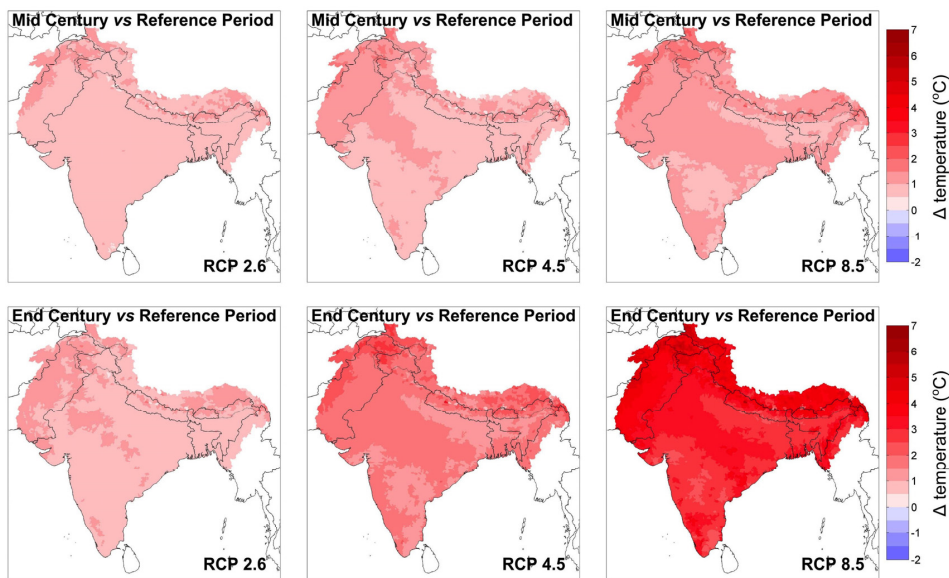 Mid Century vs Reference Period
RCP 2.6
Mid Century vs Reference Period
RCP 4.5
Mid Century vs Reference Period
RCP 8.5
7
6
5
4
3
2
1
0
-1
-2
Δ temperature (ºC)
End Century vs Reference Period
RCP 2.6
End Century vs Reference Period
RCP 4.5
End Century vs Reference Period
RCP 8.5
7
6
5
4
3
2
1
0
-1
-2
Δ temperature (ºC)